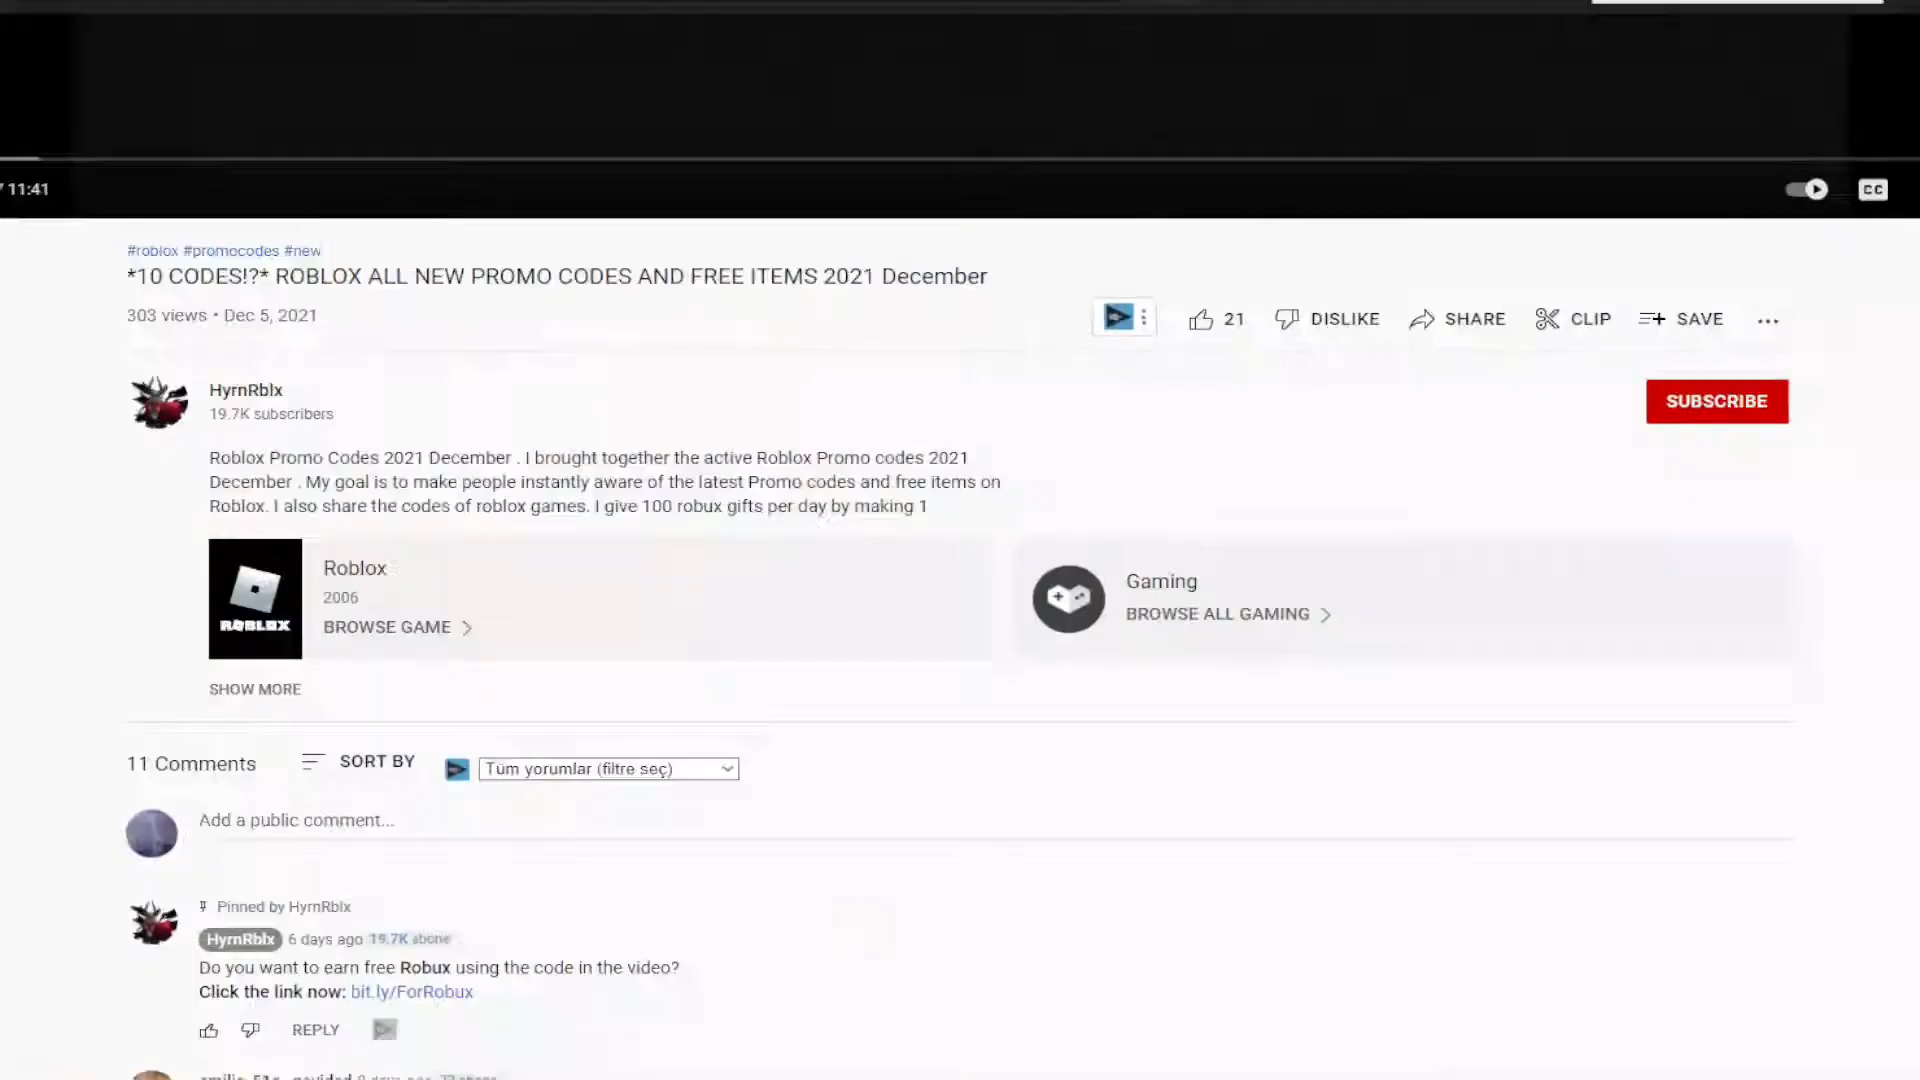 11:41
CC
#roblox #promocodes #new
*10 CODES!?* ROBLOX ALL NEW PROMO CODES AND FREE ITEMS 2021 December
303 views • Dec 5, 2021
21 DISLIKE SHARE CLIP SAVE ...
HyrnRblx
19.7K subscribers
SUBSCRIBE
Roblox Promo Codes 2021 December . I brought together the active Roblox Promo codes 2021
December . My goal is to make people instantly aware of the latest Promo codes and free items on
Roblox. I also share the codes of roblox games. I give 100 robux gifts per day by making 1
ROBLOX
Roblox
2006
BROWSE GAME
Gaming
BROWSE ALL GAMING
SHOW MORE
11 Comments SORT BY Tüm yorumlar (filtre seç)
Add a public comment...
Pinned by HyrnRblx
HyrnRblx 6 days ago 19.7K abone
Do you want to earn free Robux using the code in the video?
Click the link now: bit.ly/ForRobux
REPLY